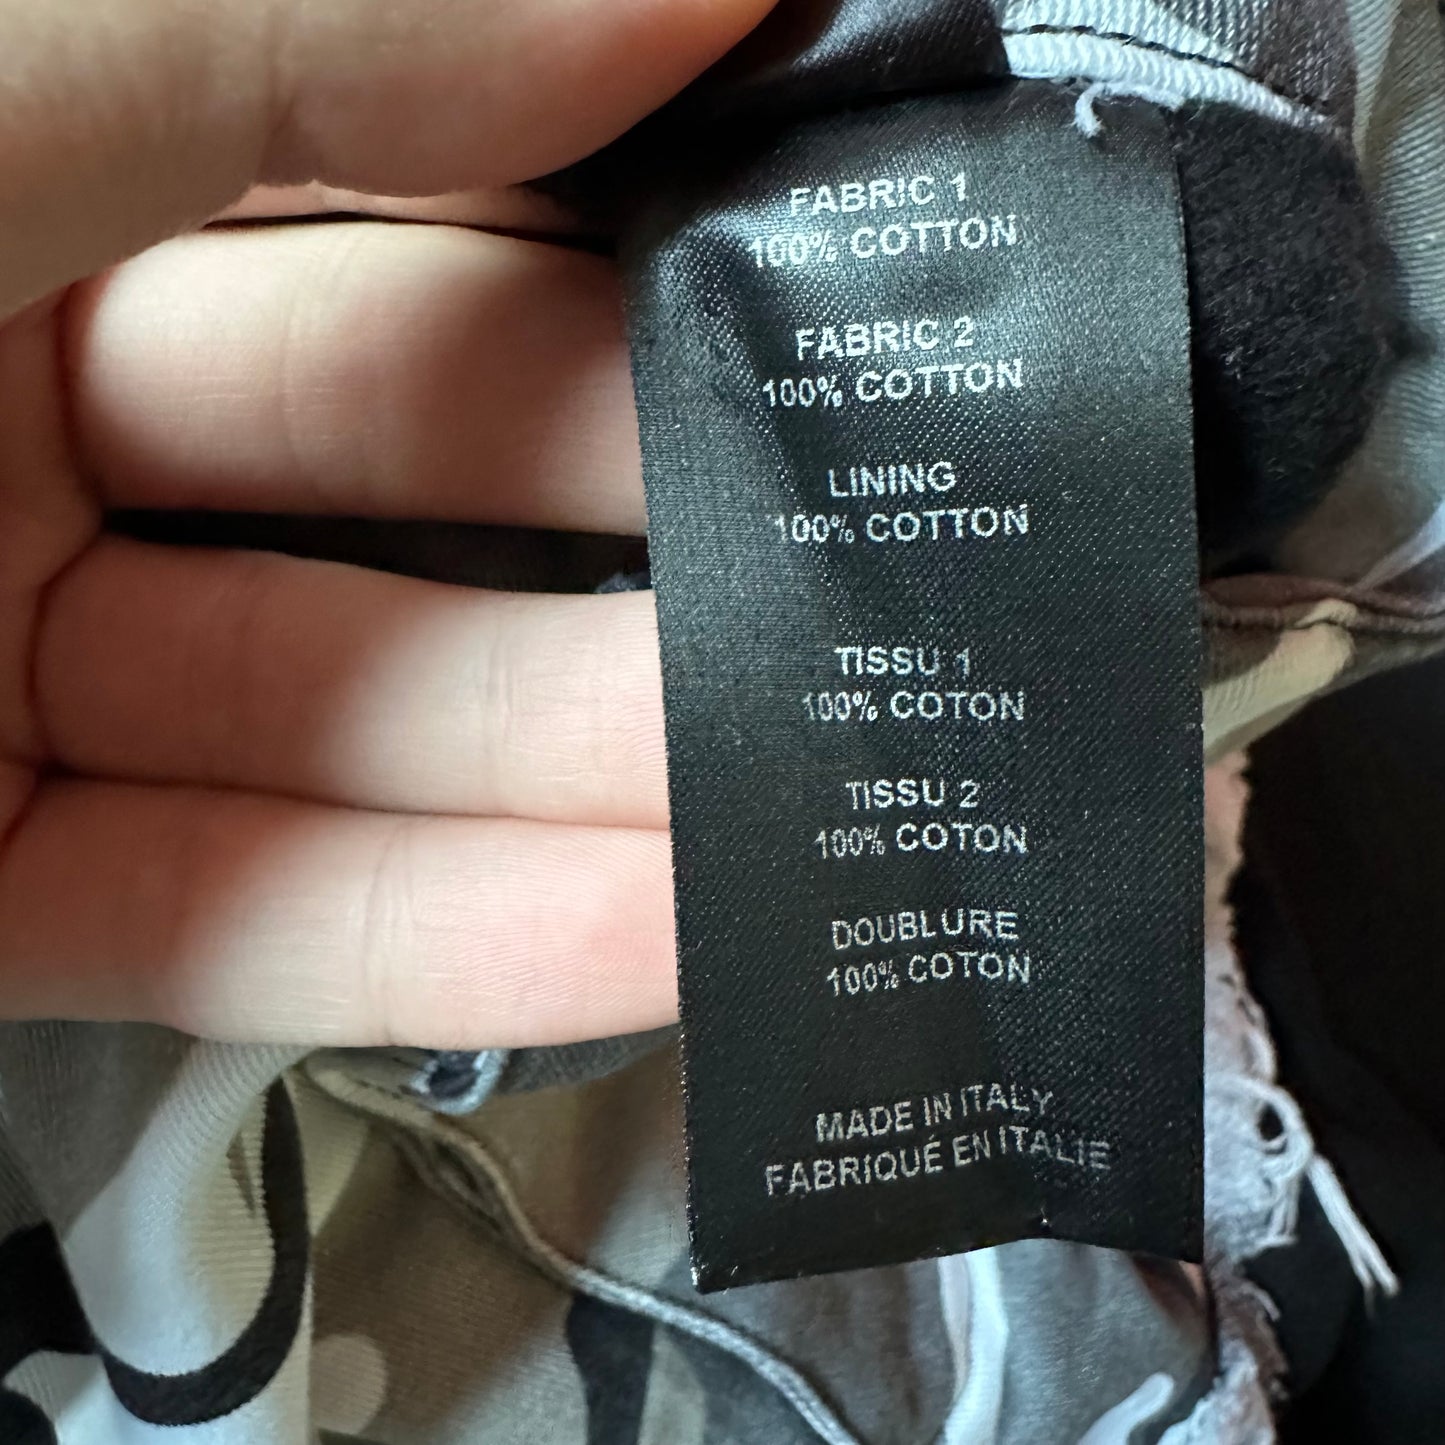 FABRIC 1
100% COTTON
FABRIC 2
100% COTTON
LINING
100% COTTON
TISSU 1
100% COTON
TISSU 2
100% COTON
DOUBLURE
100% COTON
MADE IN ITALY
FABRIQUÉ EN ITALIE